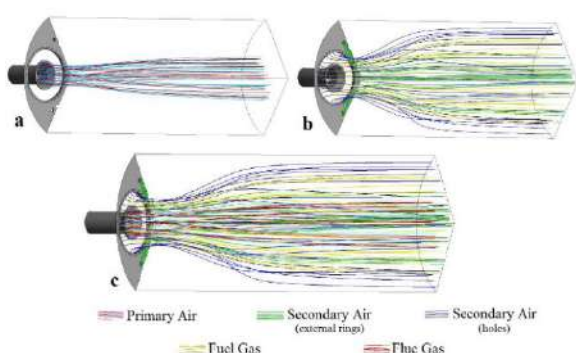 a
b
c
Primary Air
Secondary Air
(external rings)
Secondary Air
(holes)
Fuel Gas
Flue Gas